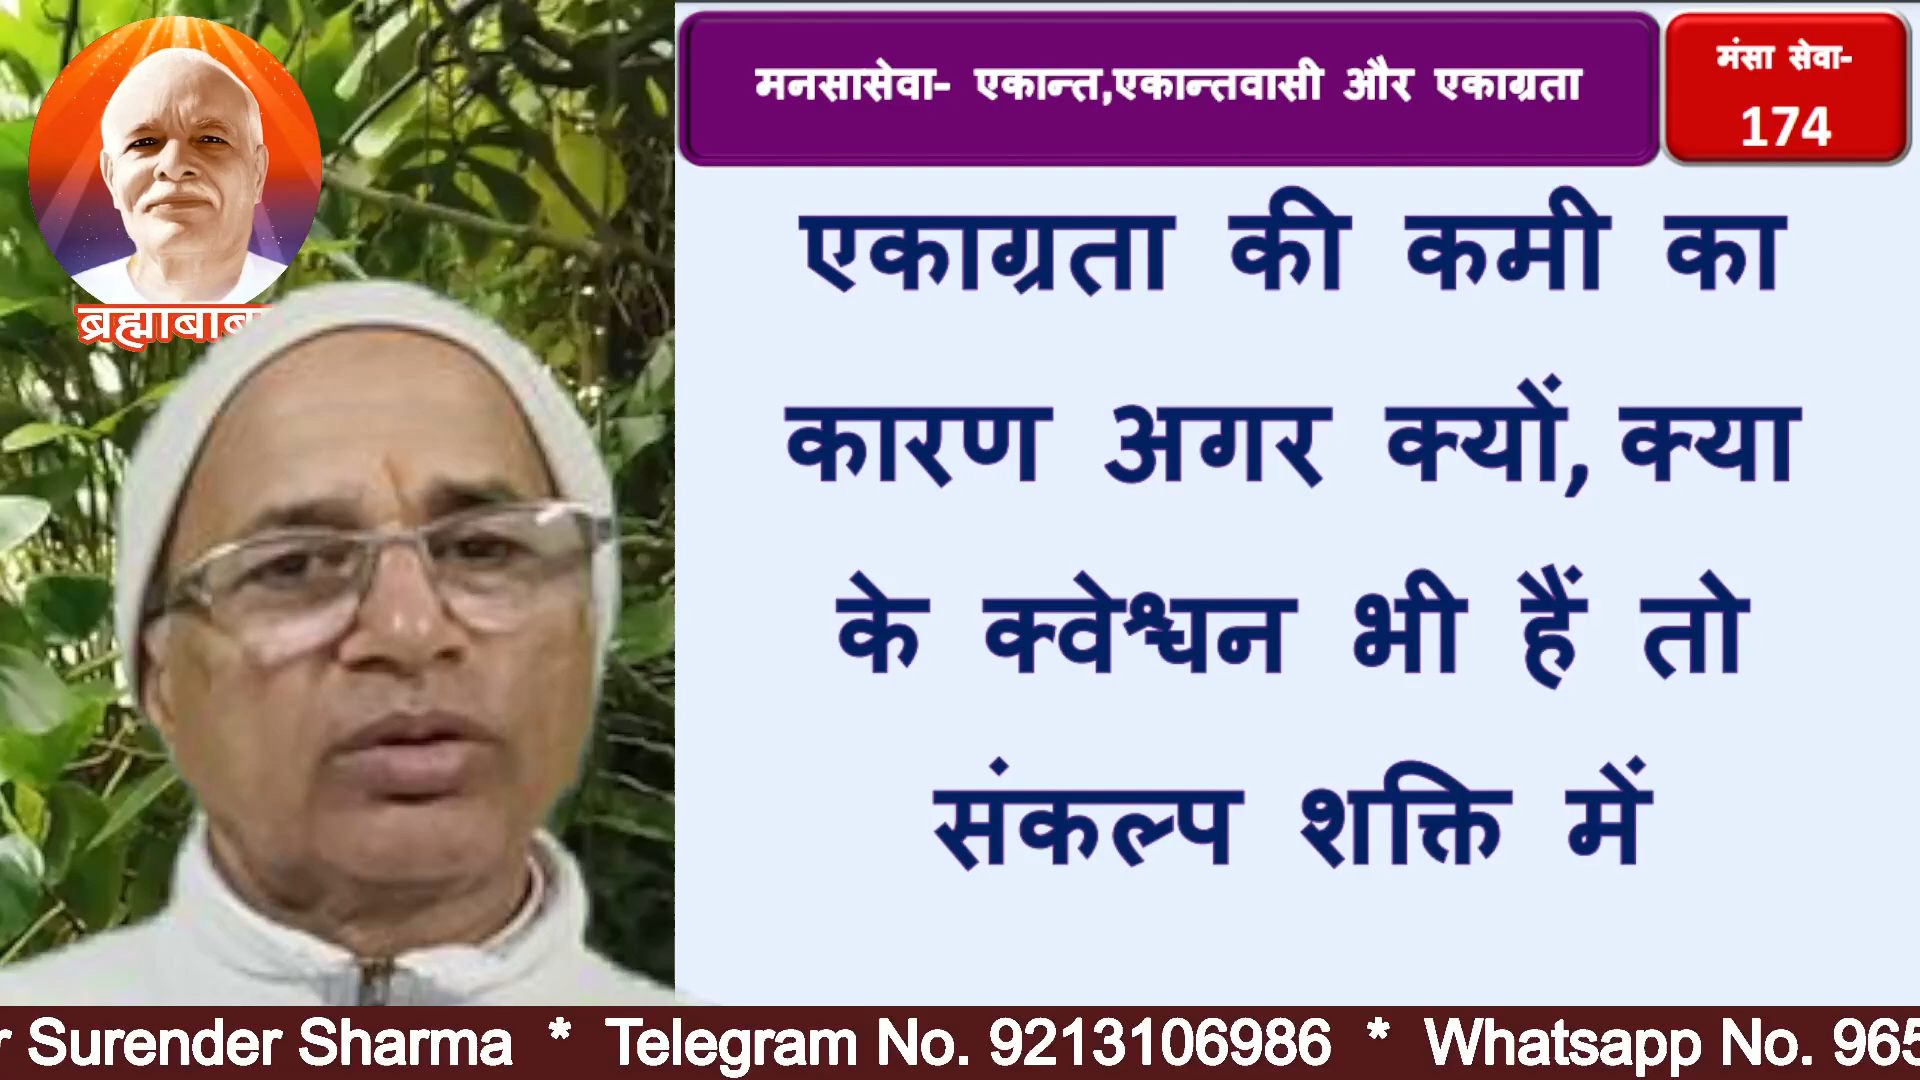 मनसासेवा- एकान्त,एकान्तवासी और एकाग्रता
मंसा सेवा-
174
एकाग्रता की कमी का
कारण अगर क्यों, क्या
के क्वेश्चन भी हैं तो
संकल्प शक्ति में
Surender Sharma * Telegram No. 9213106986 * Whatsapp No. 965